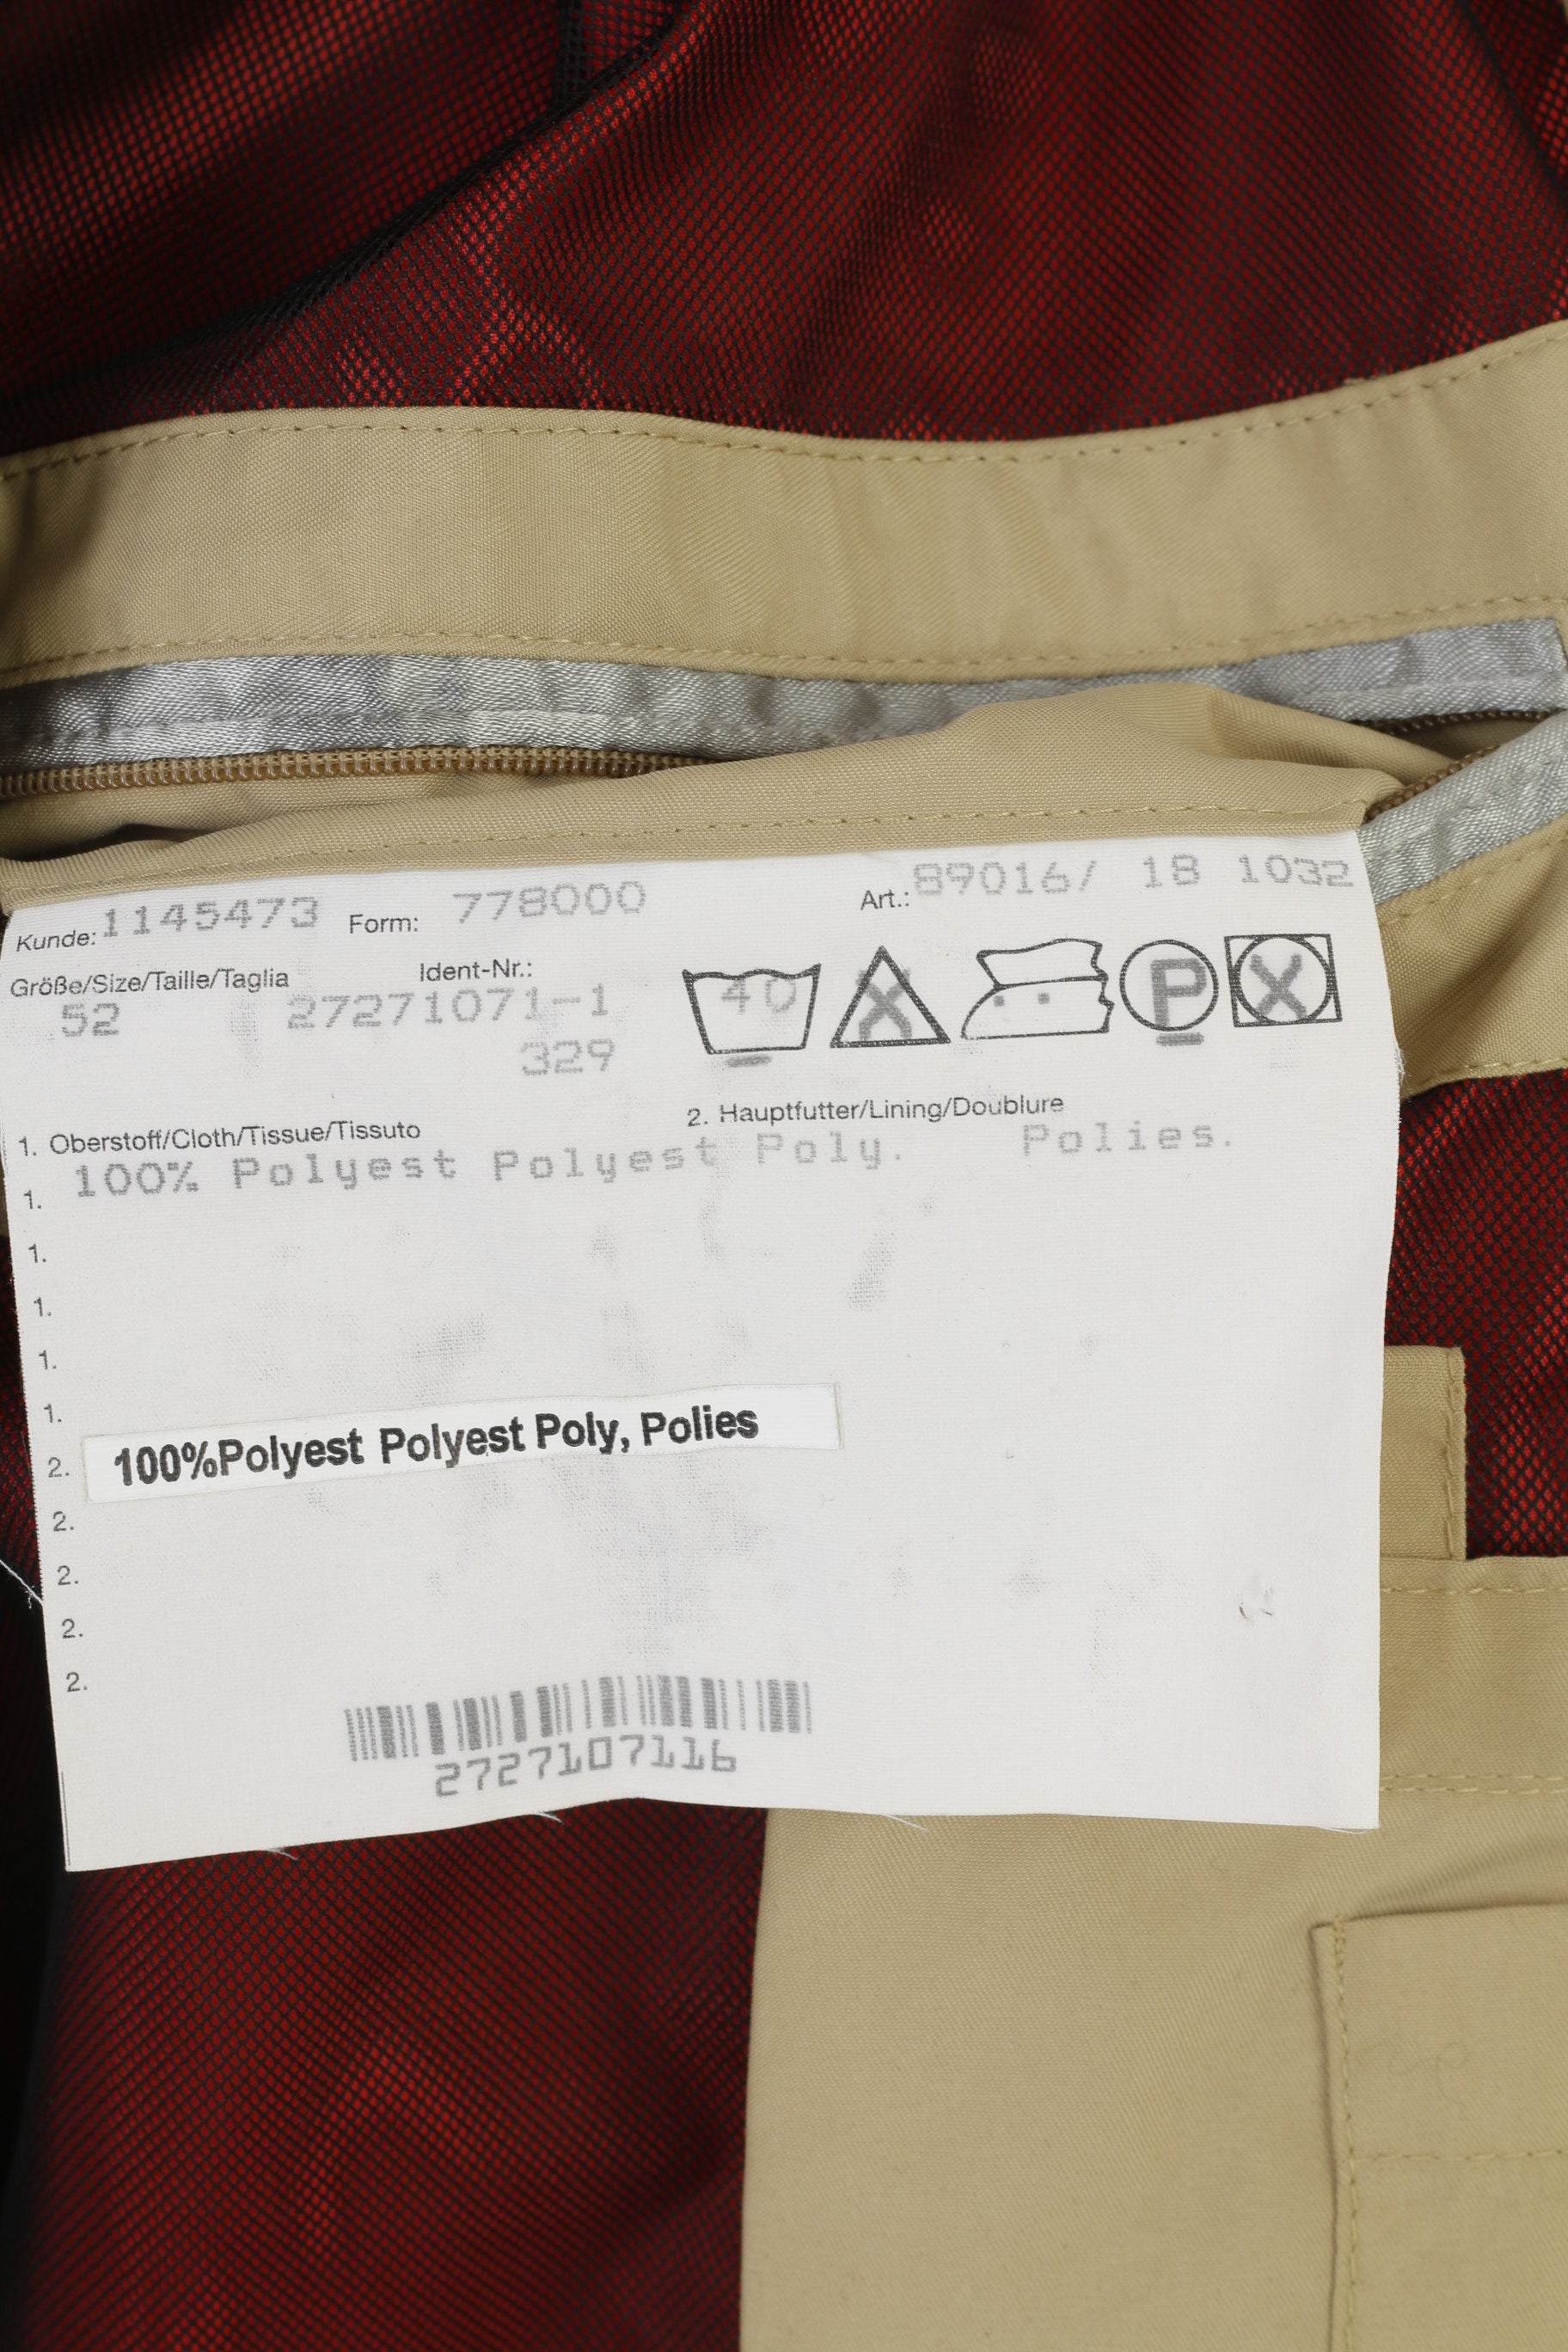 Kunde: 1145473 Form: 778000 Art.: 89016/ 18 1032
Größe/Size/Taille/Taglia Ident-Nr.:
52 27271071-1
329
40 X P X
1. Oberstoff/Cloth/Tissue/Tissuto 2. Hauptfutter/Lining/Doublure
100% Polyest Polyest Poly. Polies.
1.
1.
1.
1.
1.
2. 100%Polyest Polyest Poly, Polies
2.
2.
2.
2.
2727107116